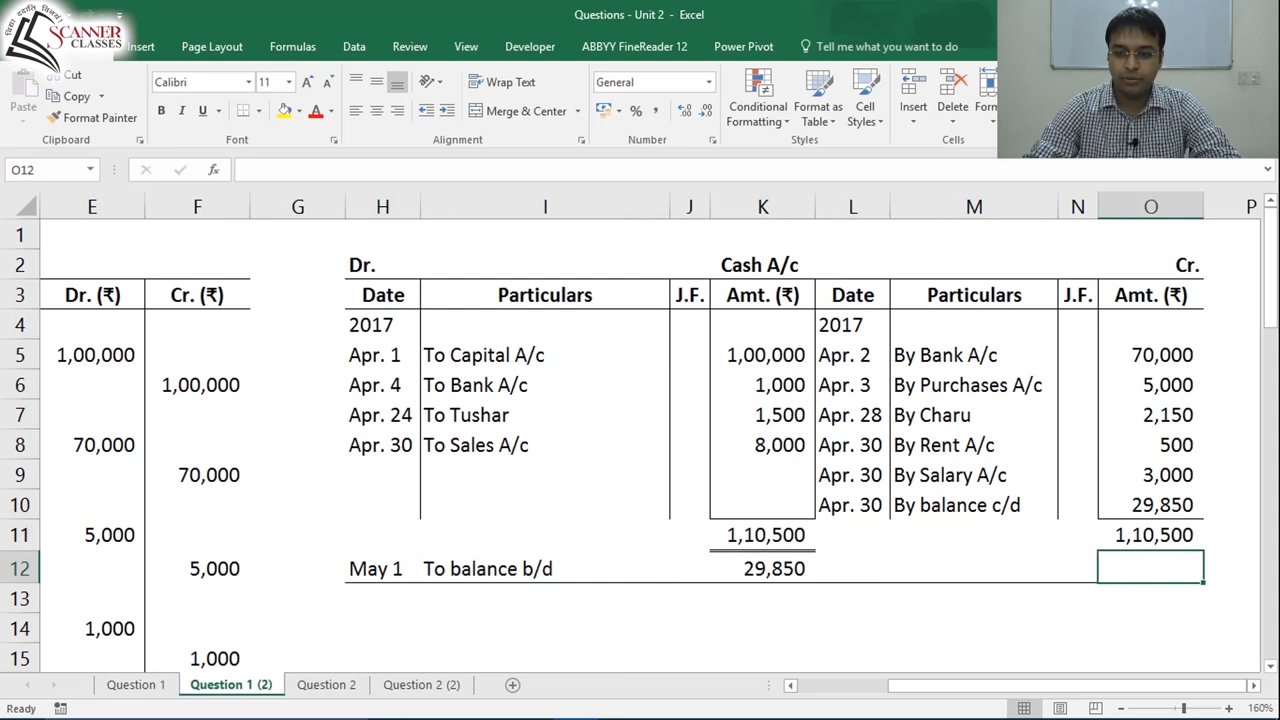 Questions - Unit 2 - Excel
SCANNER
CLASSES
Insert Page Layout Formulas Data Review View Developer ABBYY FineReader 12 Power Pivot Tell me what you want to do
Paste
Cut
Copy
Format Painter
Clipboard
Calibri 11
B I U
Font
Wrap Text
Merge & Center
Alignment
General
%
Number
Conditional Formatting
Format as Table
Cell Styles
Styles
Insert Delete
Cells
O12 fx
E F G H I J K L M N O P
1
2 Dr. Cash A/c Cr.
3 Dr. (₹) Cr. (₹) Date Particulars J.F. Amt. (₹) Date Particulars J.F. Amt. (₹)
4 2017 2017
5 1,00,000 Apr. 1 To Capital A/c 1,00,000 Apr. 2 By Bank A/c 70,000
6 1,00,000 Apr. 4 To Bank A/c 1,000 Apr. 3 By Purchases A/c 5,000
7 Apr. 24 To Tushar 1,500 Apr. 28 By Charu 2,150
8 70,000 Apr. 30 To Sales A/c 8,000 Apr. 30 By Rent A/c 500
9 70,000 Apr. 30 By Salary A/c 3,000
10 Apr. 30 By balance c/d 29,850
11 5,000 1,10,500 1,10,500
12 5,000 May 1 To balance b/d 29,850
13
14 1,000
15 1,000
Question 1 Question 1 (2) Question 2 Question 2 (2)
Ready 160%